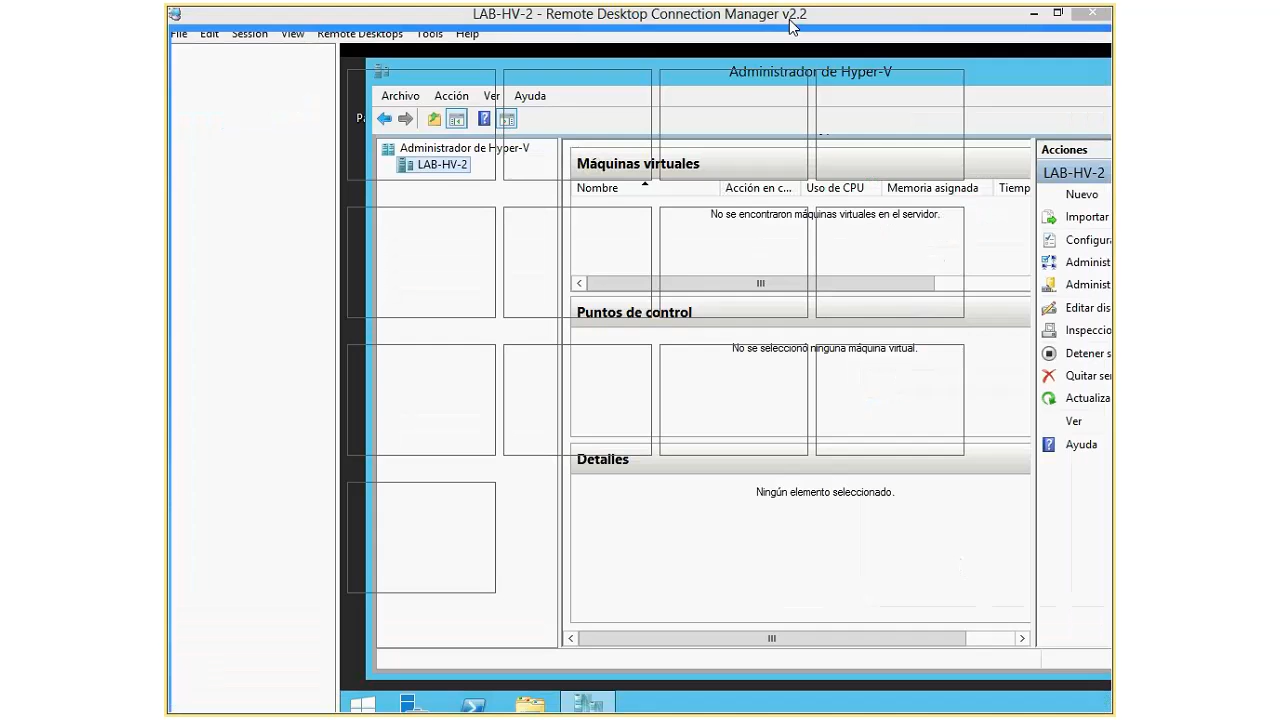 LAB-HV-2 - Remote Desktop Connection Manager v2.2
File Edit Session View Remote Desktops Tools Help
Administrador de Hyper-V
Archivo Acción Ver Ayuda
Administrador de Hyper-V
LAB-HV-2
Máquinas virtuales
Nombre Acción en c... Uso de CPU Memoria asignada Tiemp
No se encontraron máquinas virtuales en el servidor.
Puntos de control
No se seleccionó ninguna máquina virtual.
Detalles
Ningún elemento seleccionado.
Acciones
LAB-HV-2
Nuevo
Importar
Configura
Administ
Administ
Editar dis
Inspeccio
Detener s
Quitar ser
Actualiza
Ver
Ayuda